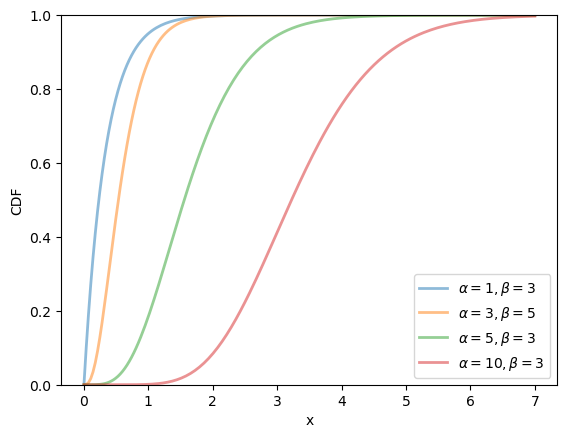 1.0
0.8
0.6
0.4
0.2
0.0
CDF
0 1 2 3 4 5 6 7
x
α = 1, β = 3
α = 3, β = 5
α = 5, β = 3
α = 10, β = 3